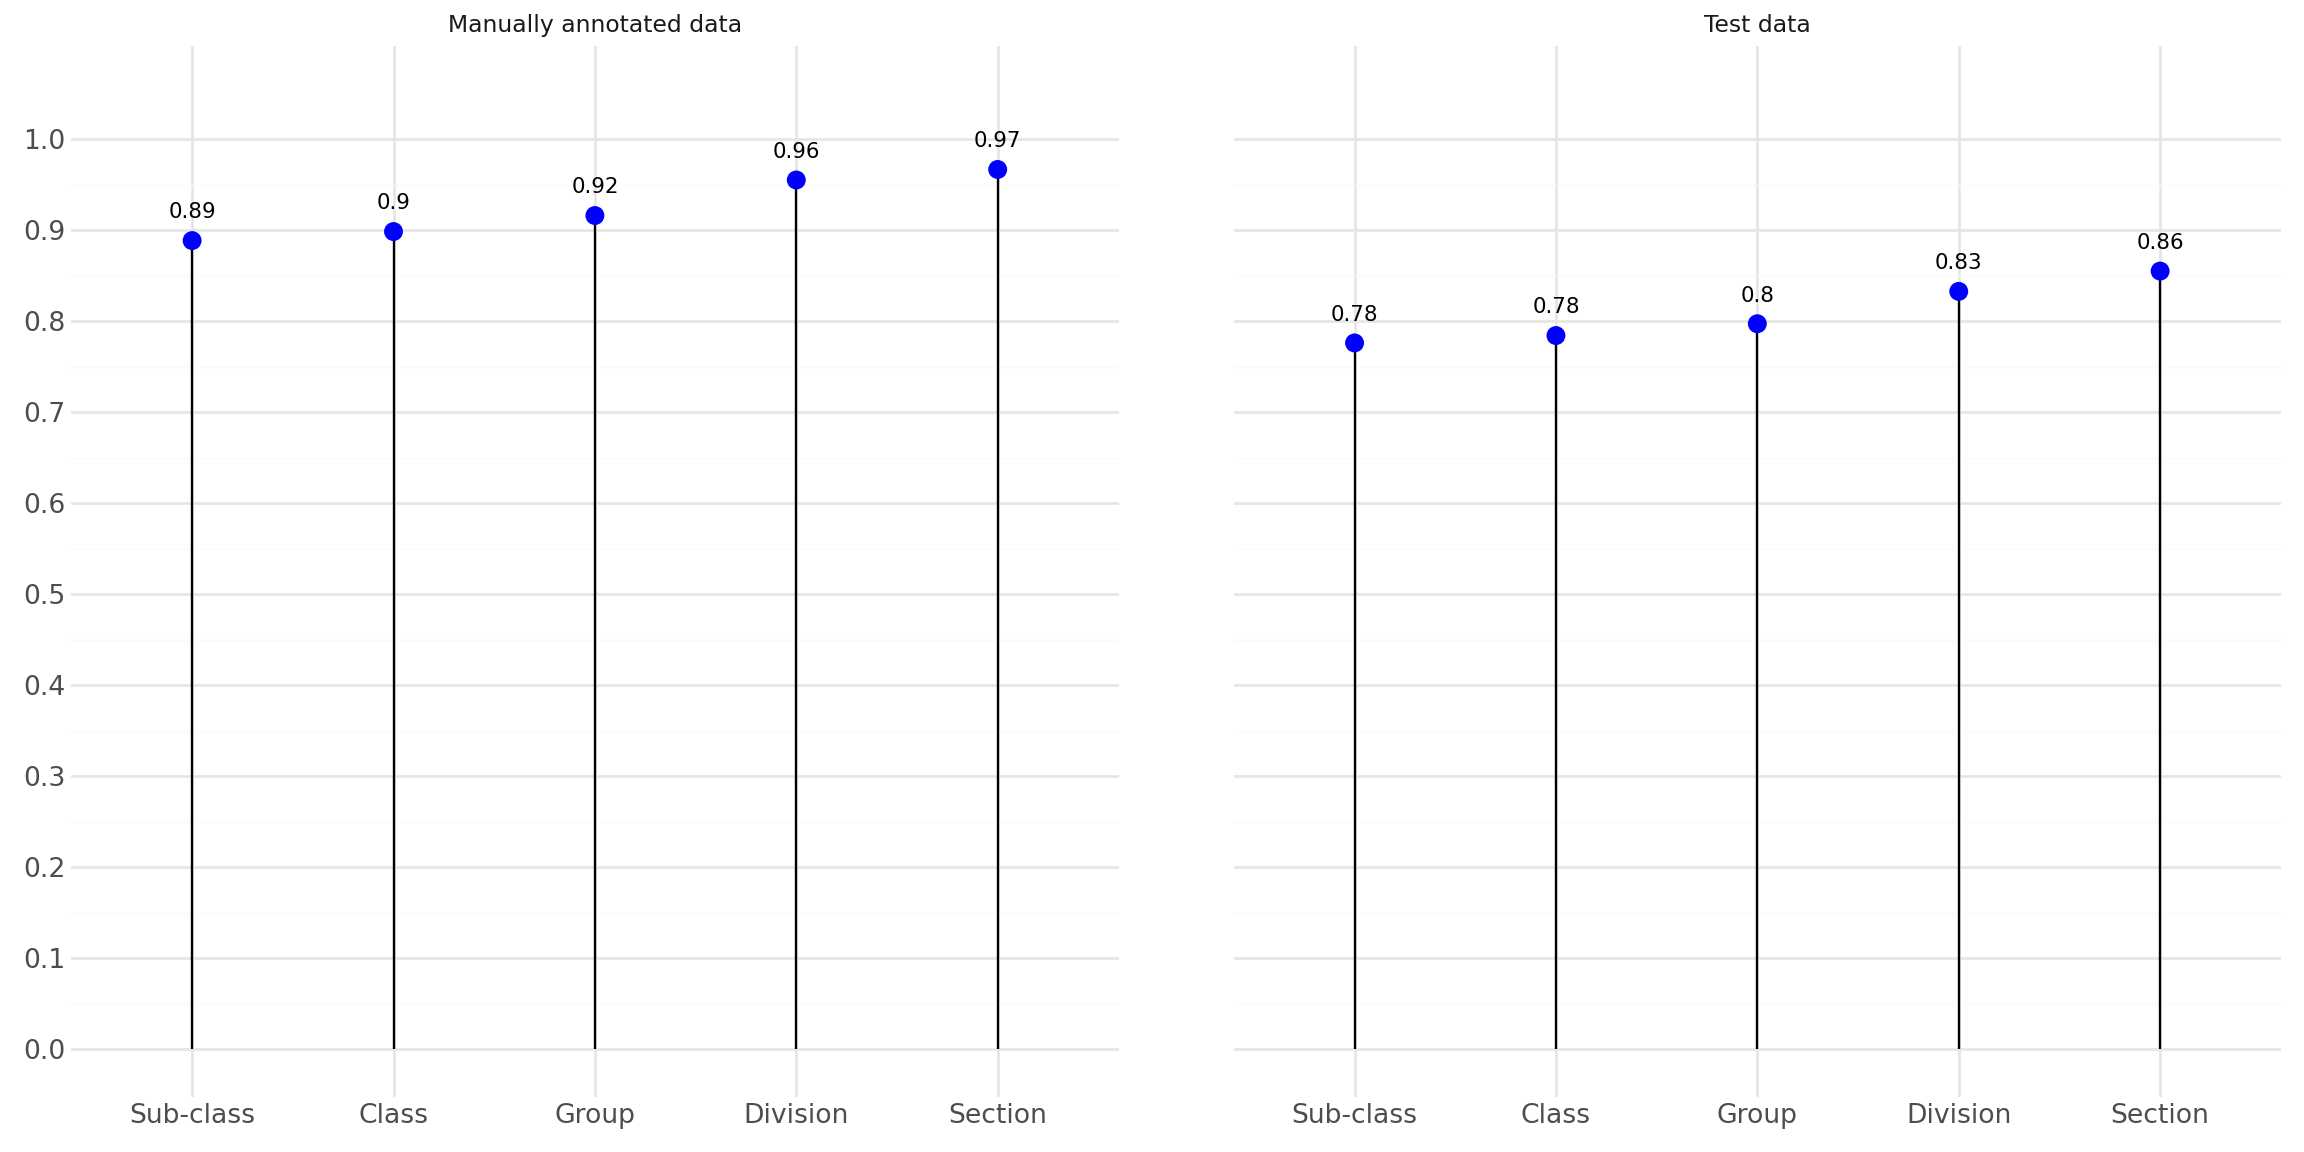 Manually annotated data
Test data
1.0
0.9
0.8
0.7
0.6
0.5
0.4
0.3
0.2
0.1
0.0
0.89
0.9
0.92
0.96
0.97
0.78
0.78
0.8
0.83
0.86
Sub-class
Class
Group
Division
Section
Sub-class
Class
Group
Division
Section